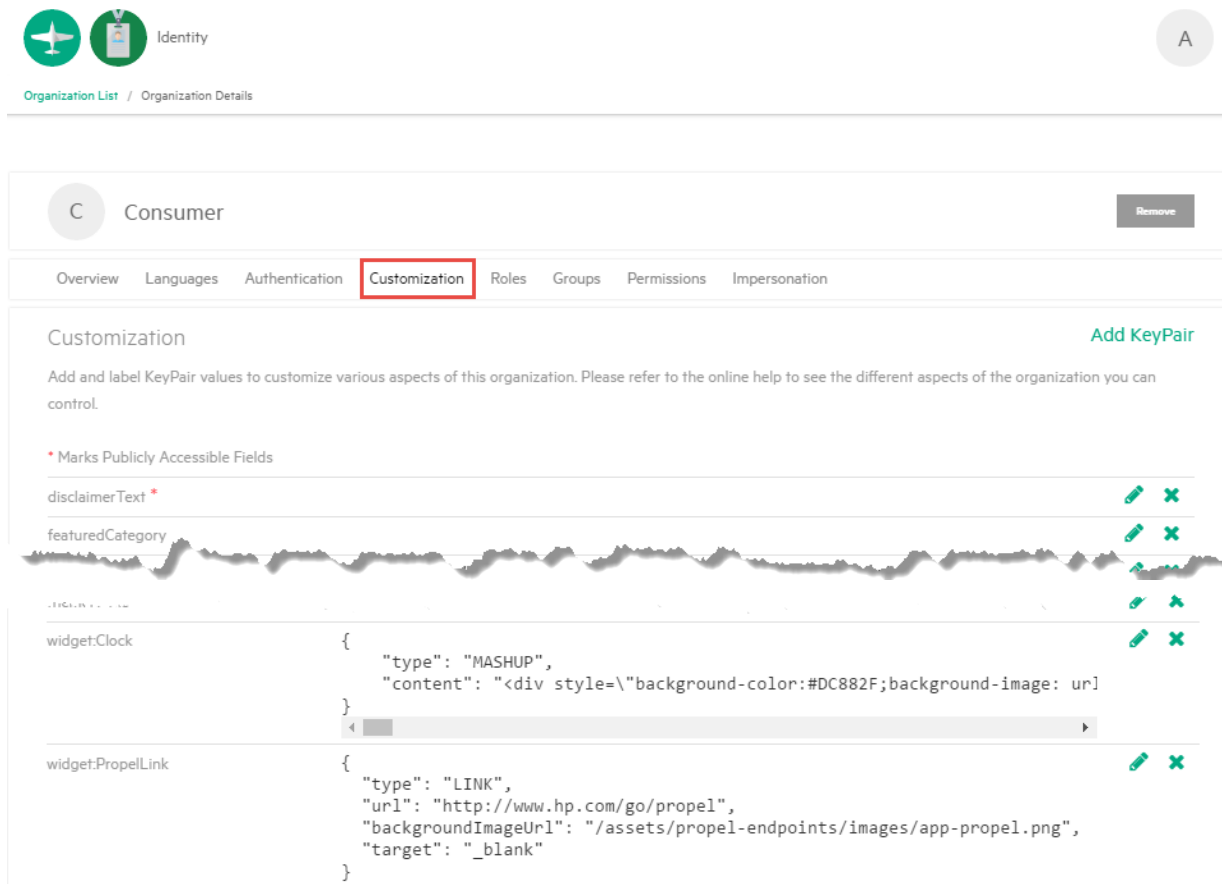 Identity
A
Organization List / Organization Details
C
Consumer
Remove
Overview Languages Authentication Customization Roles Groups Permissions Impersonation
Customization
Add KeyPair
Add and label KeyPair values to customize various aspects of this organization. Please refer to the online help to see the different aspects of the organization you can
control.
* Marks Publicly Accessible Fields
disclaimerText *
featuredCategory
widget:Clock
{
"type": "MASHUP",
"content": "<div style=\"background-color:#DC882F;background-image: url
}
widget:PropelLink
{
"type": "LINK",
"url": "http://www.hp.com/go/propel",
"backgroundImageUrl": "/assets/propel-endpoints/images/app-propel.png",
"target": "_blank"
}